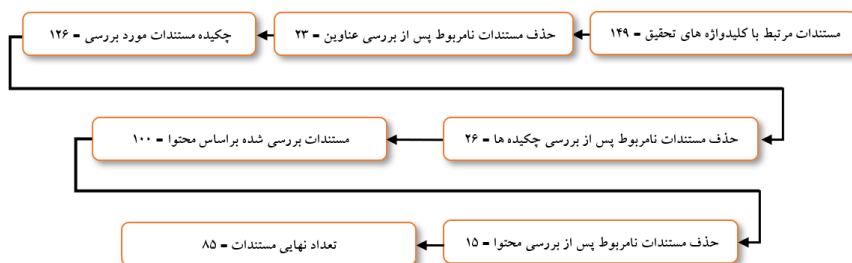 مستندات مرتبط با کلیدواژه های تحقیق = ۱۴۹
حذف مستندات نامربوط پس از بررسی عناوین = ۲۳
چکیده مستندات مورد بررسی = ۱۲۶
حذف مستندات نامربوط پس از بررسی چکیده ها = ۲۶
مستندات بررسی شده براساس محتوا = ۱۰۰
حذف مستندات نامربوط پس از بررسی محتوا = ۱۵
تعداد نهایی مستندات = ۸۵